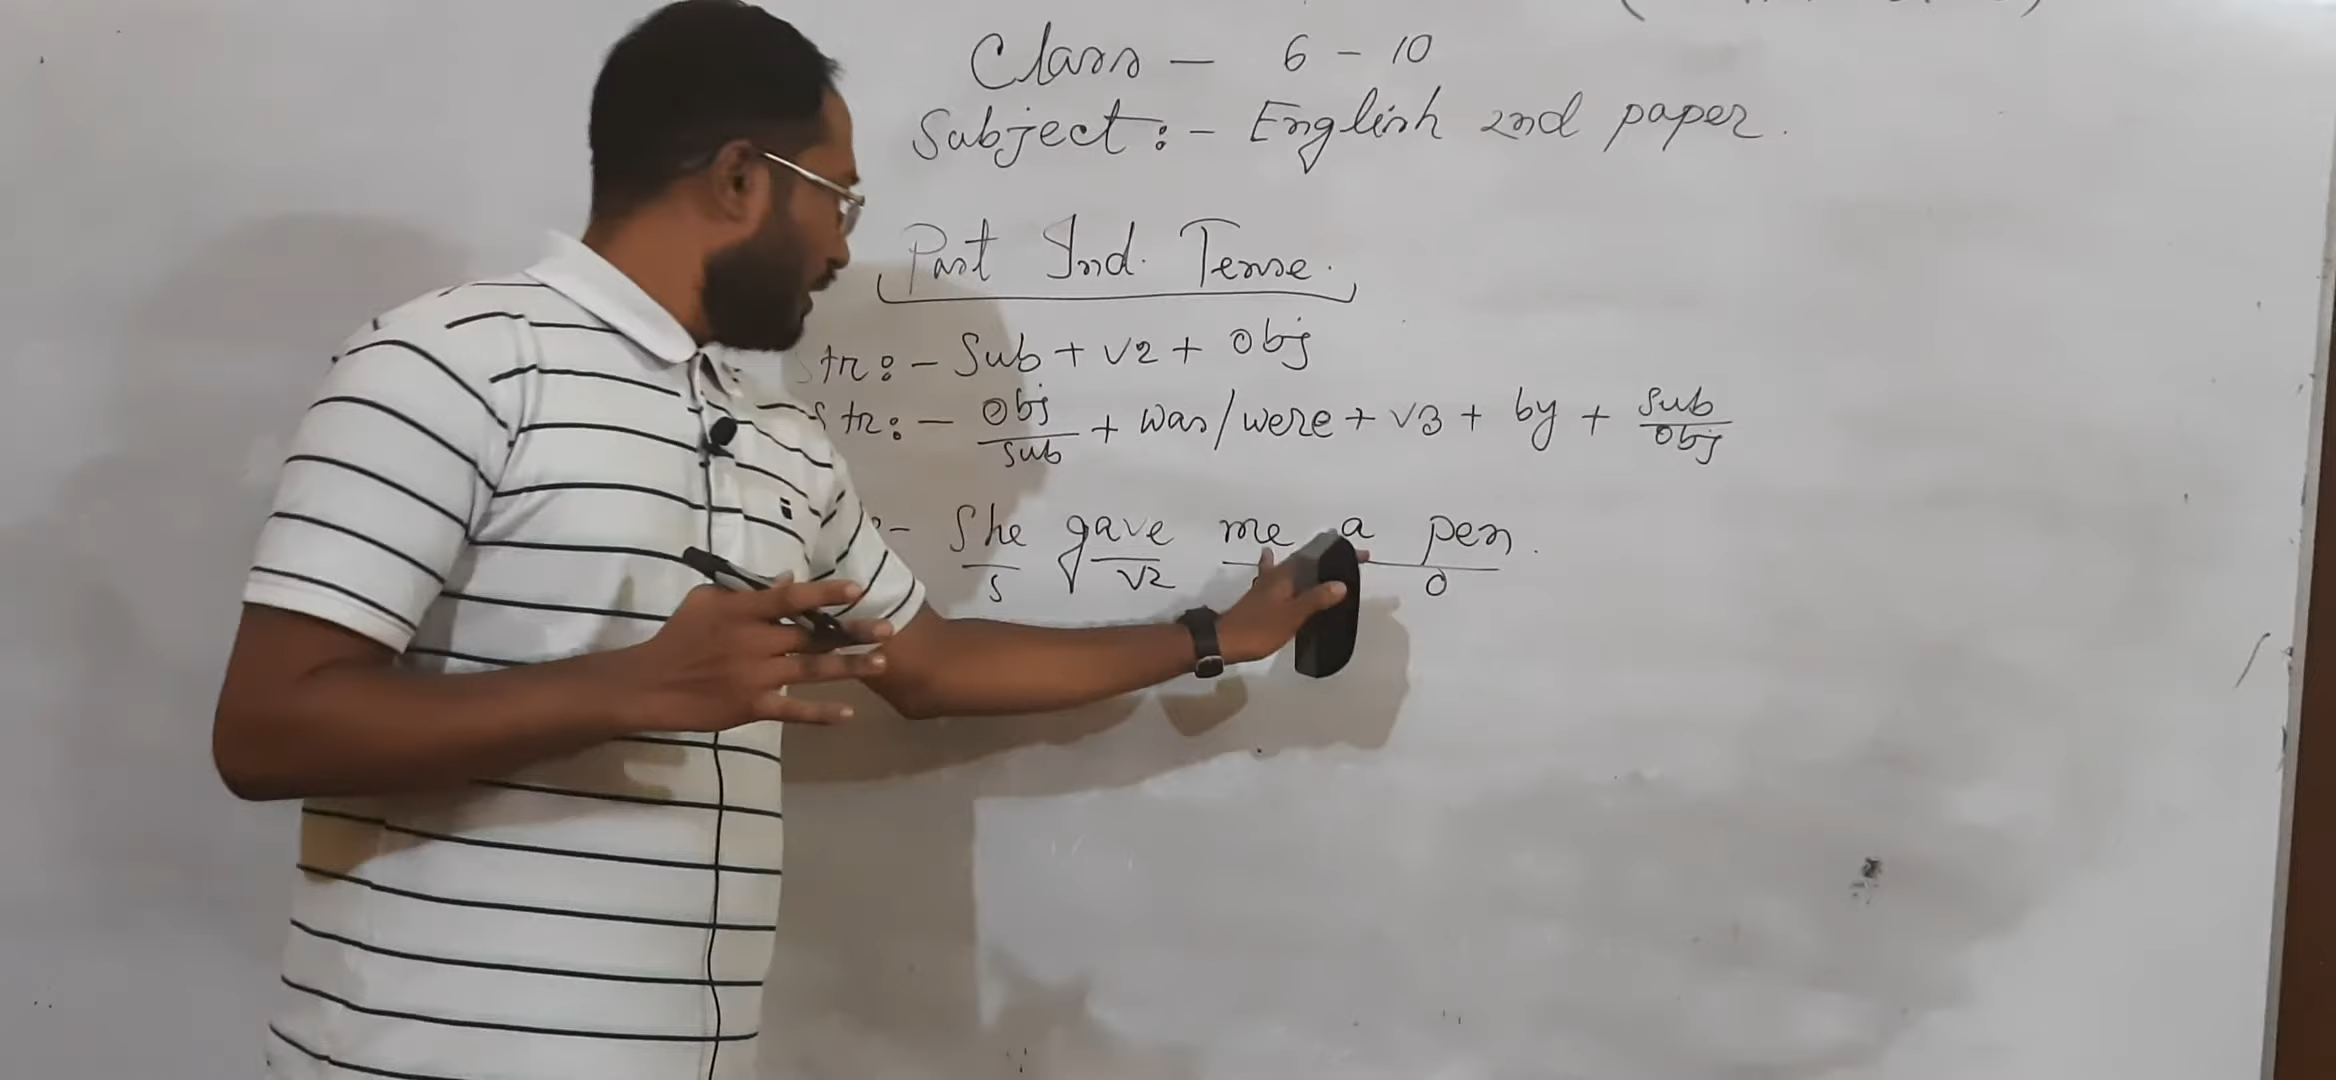 Class - 6 - 10
Subject:- English 2nd paper.
Past Ind. Tense.
Str:- Sub + V2 + Obj
Str:- Obj/Sub + was/were + V3 + by + Sub/Obj
:- She gave me a pen.
S V2 O